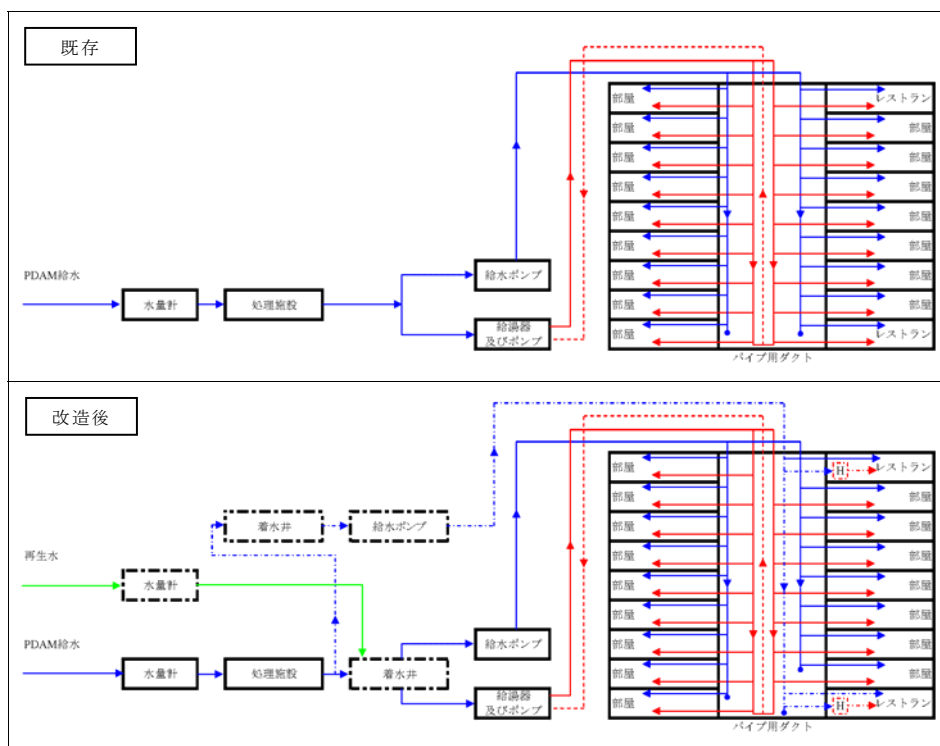 既存
部屋
レストラン
部屋
部屋
部屋
部屋
部屋
部屋
部屋
部屋
部屋
部屋
部屋
部屋
PDAM給水
給水ポンプ
部屋
部屋
水量計
処理施設
部屋
部屋
給湯器
及びポンプ
部屋
レストラン
パイプ用ダクト
改造後
部屋
H
レストラン
部屋
部屋
着水井
給水ポンプ
部屋
部屋
再生水
部屋
部屋
水量計
部屋
部屋
部屋
部屋
PDAM給水
給水ポンプ
部屋
部屋
水量計
処理施設
着水井
部屋
部屋
給湯器
及びポンプ
部屋
H
レストラン
パイプ用ダクト